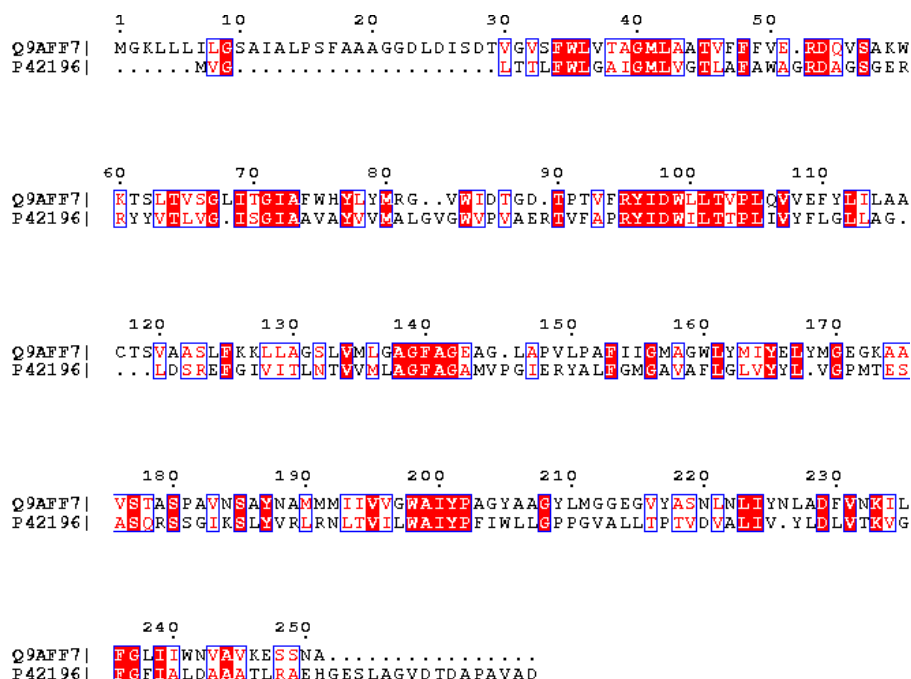 1 10 20 30 40 50
Q9AFF7| MGKLLLILGSAIALPSFAAAGGDLDISDTVGVSFWLVTAGMLAATVFFFVE.RDQVSAKW
P42196| ......MVG....................LTTLFWLGAIGMLVGTLAFAWAGRDAGSGER
60 70 80 90 100 110
Q9AFF7| KTSLTVSGLITGIAFWHYLYMRG..VWIDTGD.TPTVFRYIDWLLTVPLQVVEFYLILAA
P42196| RYYVTLVG.ISGIAAVAYVVMALGVGWVPVAERTVFAPRYIDWILTTPLIVYFLGLLAG.
120 130 140 150 160 170
Q9AFF7| CTSVAASLFKKLLAGSLVMLGAGFAGEAG.LAPVLPAFIIGMAGWLYMIYELYMGEGKAA
P42196| ...LDSREFGIVITLNTVVMLAGFAGAMVPGIERYALFGMGAVAFLGLVYYL.VGPMTES
180 190 200 210 220 230
Q9AFF7| VSTASPAVNSAYNAMMMIIVVGWAIYPAGYAAGYLMGGEGVYASNLNLIYNLADFVNKIL
P42196| ASQRSSGIKSLYVRLRNLTVILWAIYPFIWLLGPPGVALLTPTVDVALIV.YLDLVTKVG
240 250
Q9AFF7| FGLIIWNVAVKESSNA................
P42196| FGFIALDAAATLRAEHGESLAGVDTDAPAVAD